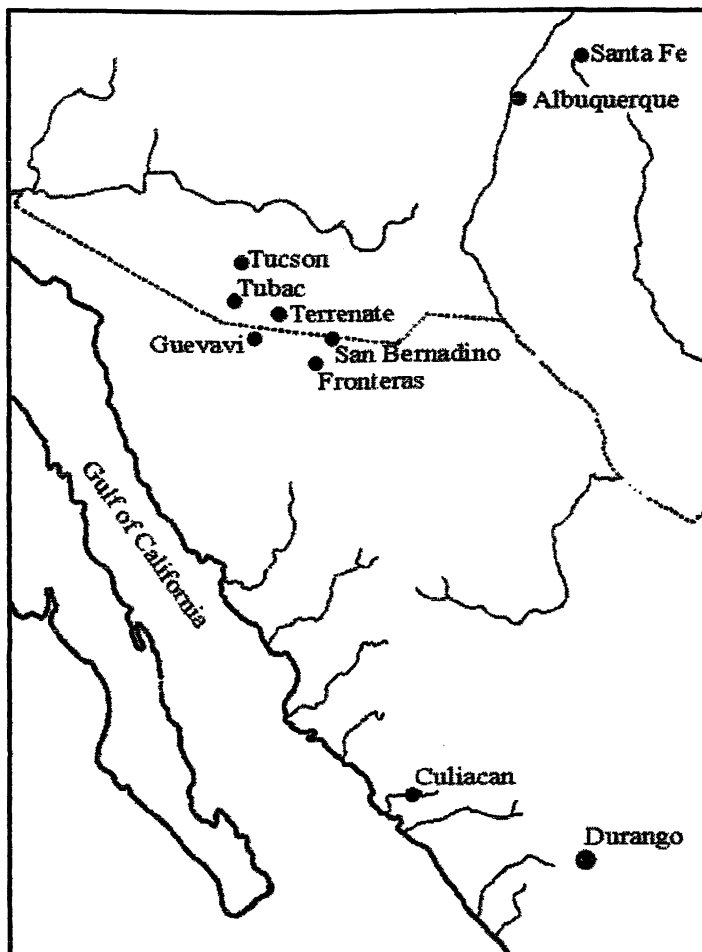 Santa Fe
Albuquerque
Tucson
Tubac
Terrenate
Guevavi
San Bernadino
Fronteras
Gulf of California
Culiacan
Durango